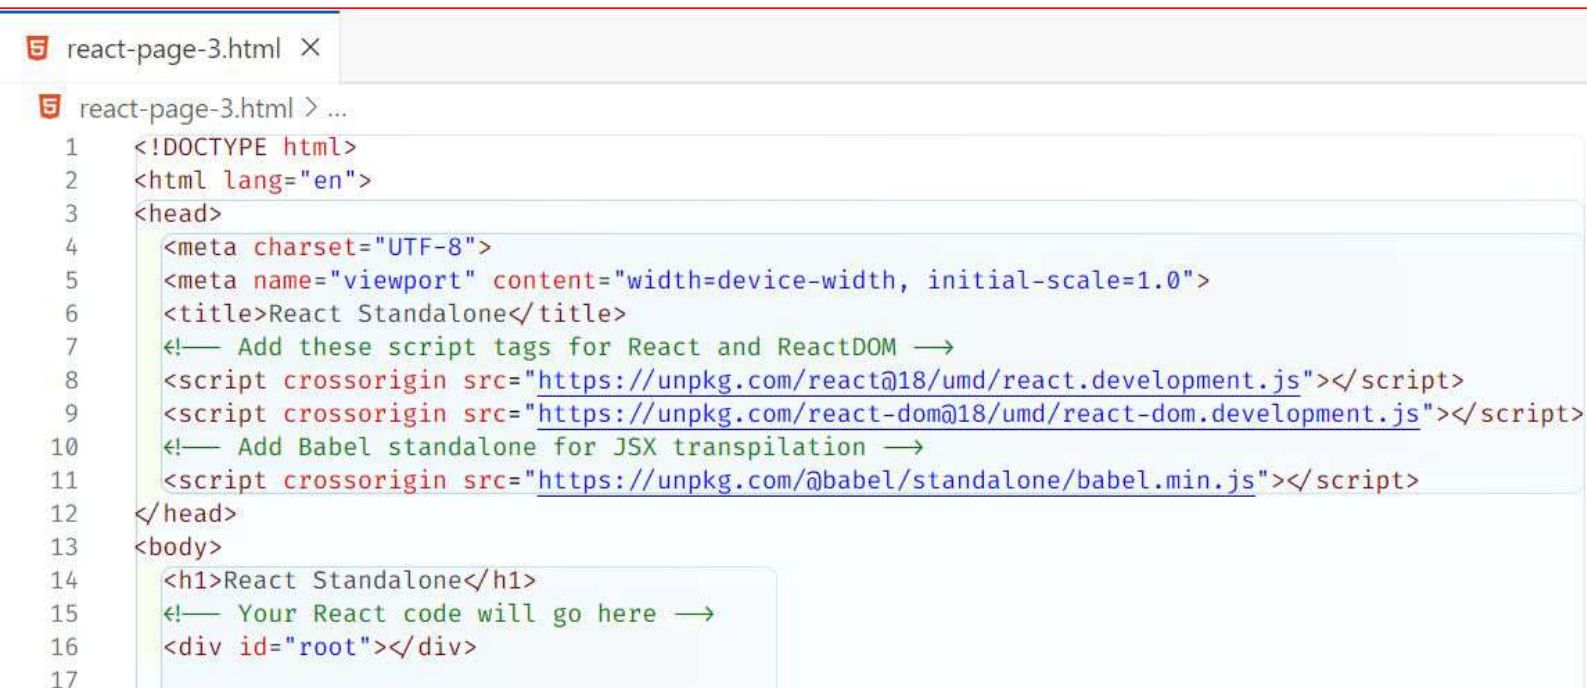 react-page-3.html ×
react-page-3.html > ...
1 <!DOCTYPE html>
2 <html lang="en">
3 <head>
4 <meta charset="UTF-8">
5 <meta name="viewport" content="width=device-width, initial-scale=1.0">
6 <title>React Standalone</title>
7 <!-- Add these script tags for React and ReactDOM -->
8 <script crossorigin src="https://unpkg.com/react@18/umd/react.development.js"></script>
9 <script crossorigin src="https://unpkg.com/react-dom@18/umd/react-dom.development.js"></script>
10 <!-- Add Babel standalone for JSX transpilation -->
11 <script crossorigin src="https://unpkg.com/@babel/standalone/babel.min.js"></script>
12 </head>
13 <body>
14 <h1>React Standalone</h1>
15 <!-- Your React code will go here -->
16 <div id="root"></div>
17